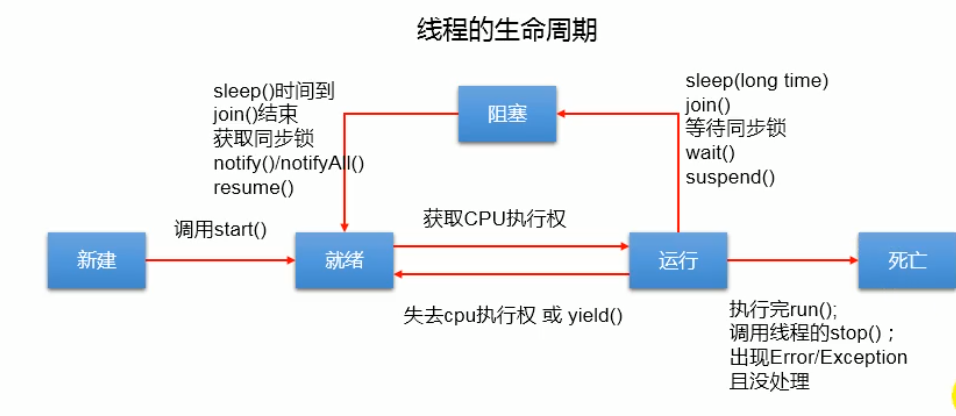 线程的生命周期
sleep()时间到
join()结束
获取同步锁
notify()/notifyAll()
resume()
阻塞
sleep(long time)
join()
等待同步锁
wait()
suspend()
调用start()
获取CPU执行权
新建
就绪
运行
死亡
失去cpu执行权 或 yield()
执行完run();
调用线程的stop()；
出现Error/Exception
且没处理